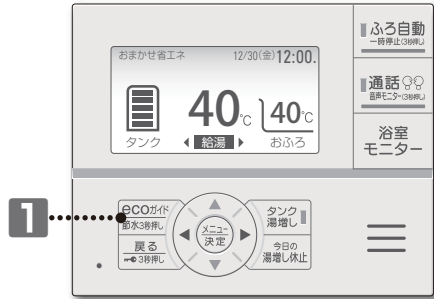 ふろ自動
一時停止(3秒押し)
おまかせ省エネ 12/30(金)12:00.
通話
音声モニター(3秒押し)
40℃ 40℃
タンク 給湯 おふろ
浴室
モニター
1
ecoガイド
節水3秒押し
戻る
3秒押し
メニュー
決定
タンク
湯増し
今日の
湯増し休止